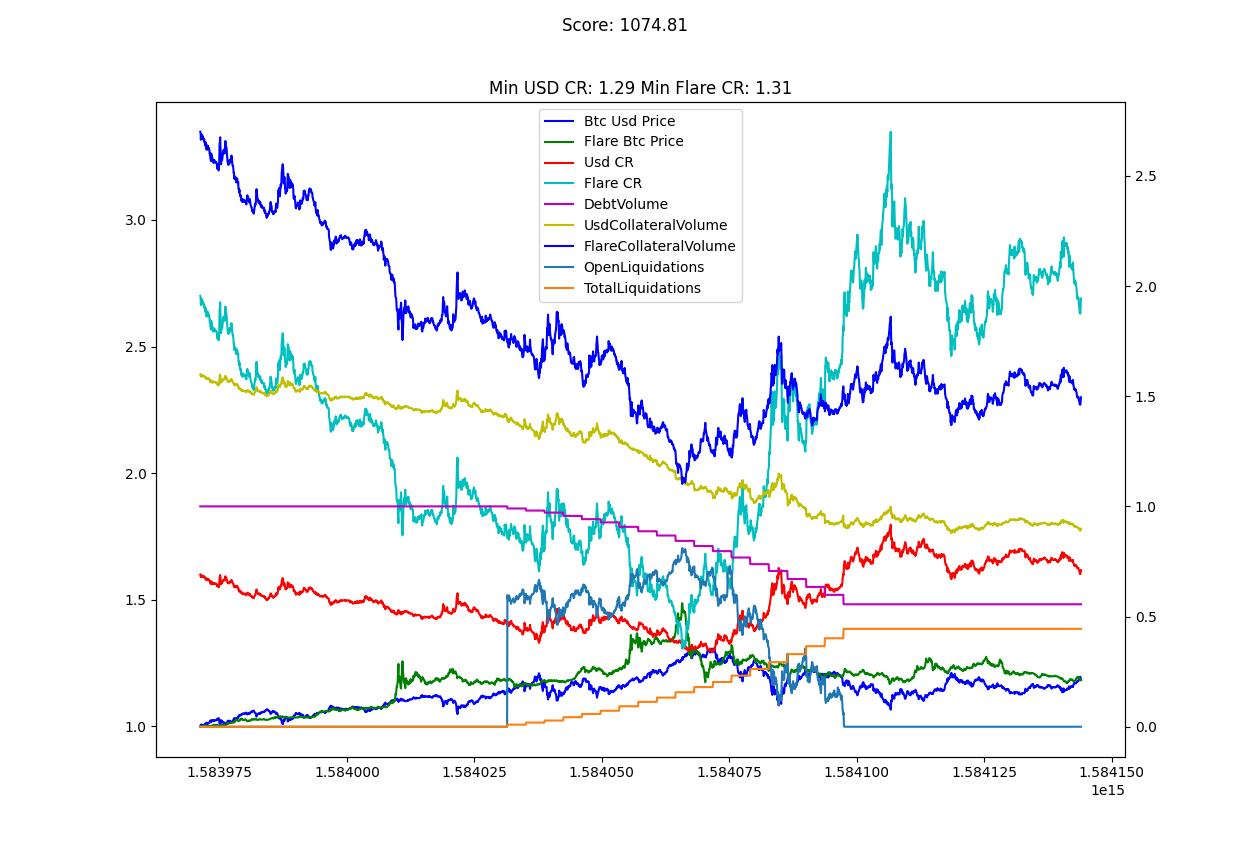 Score: 1074.81
Min USD CR: 1.29 Min Flare CR: 1.31
Btc Usd Price
Flare Btc Price
Usd CR
Flare CR
DebtVolume
UsdCollateralVolume
FlareCollateralVolume
OpenLiquidations
TotalLiquidations
3.0
2.5
2.0
1.5
1.0
2.5
2.0
1.5
1.0
0.5
0.0
1.583975 1.584000 1.584025 1.584050 1.584075 1.584100 1.584125 1.584150
1e15